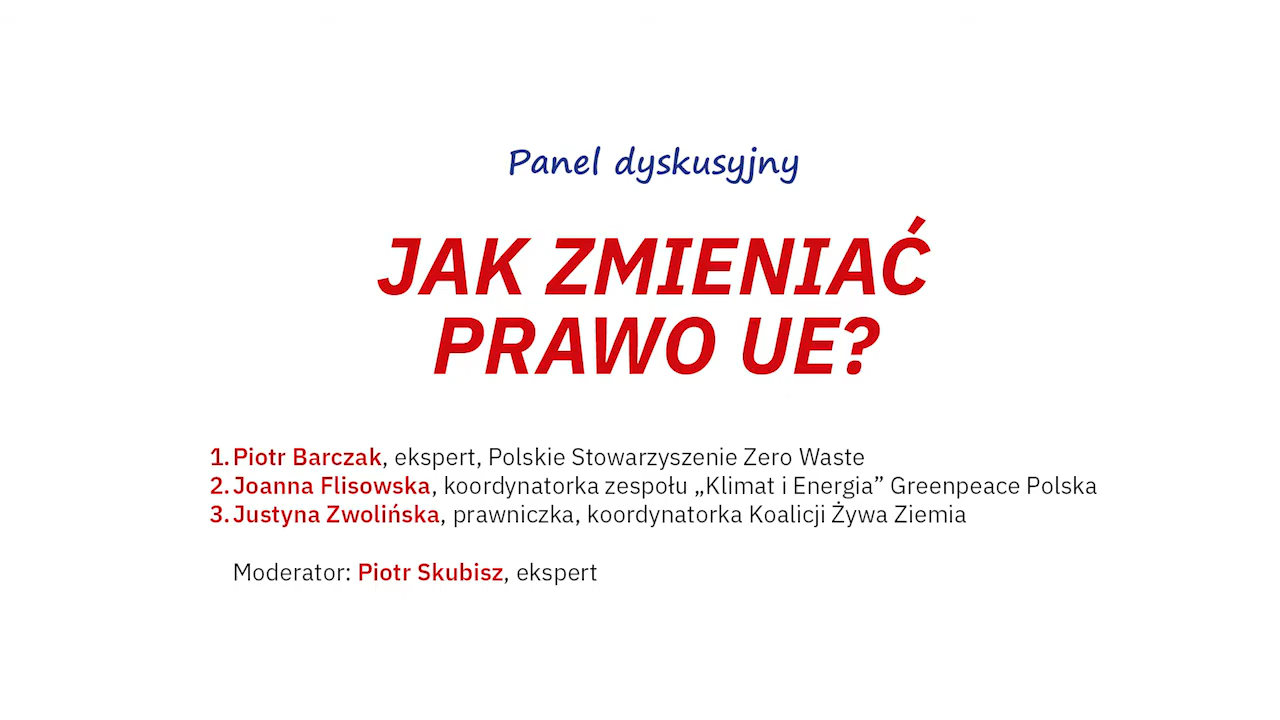 Panel dyskusyjny
JAK ZMIENIAĆ
PRAWO UE?
1. Piotr Barczak, ekspert, Polskie Stowarzyszenie Zero Waste
2. Joanna Flisowska, koordynatorka zespołu „Klimat i Energia” Greenpeace Polska
3. Justyna Zwolińska, prawniczka, koordynatorka Koalicji Żywa Ziemia
Moderator: Piotr Skubisz, ekspert